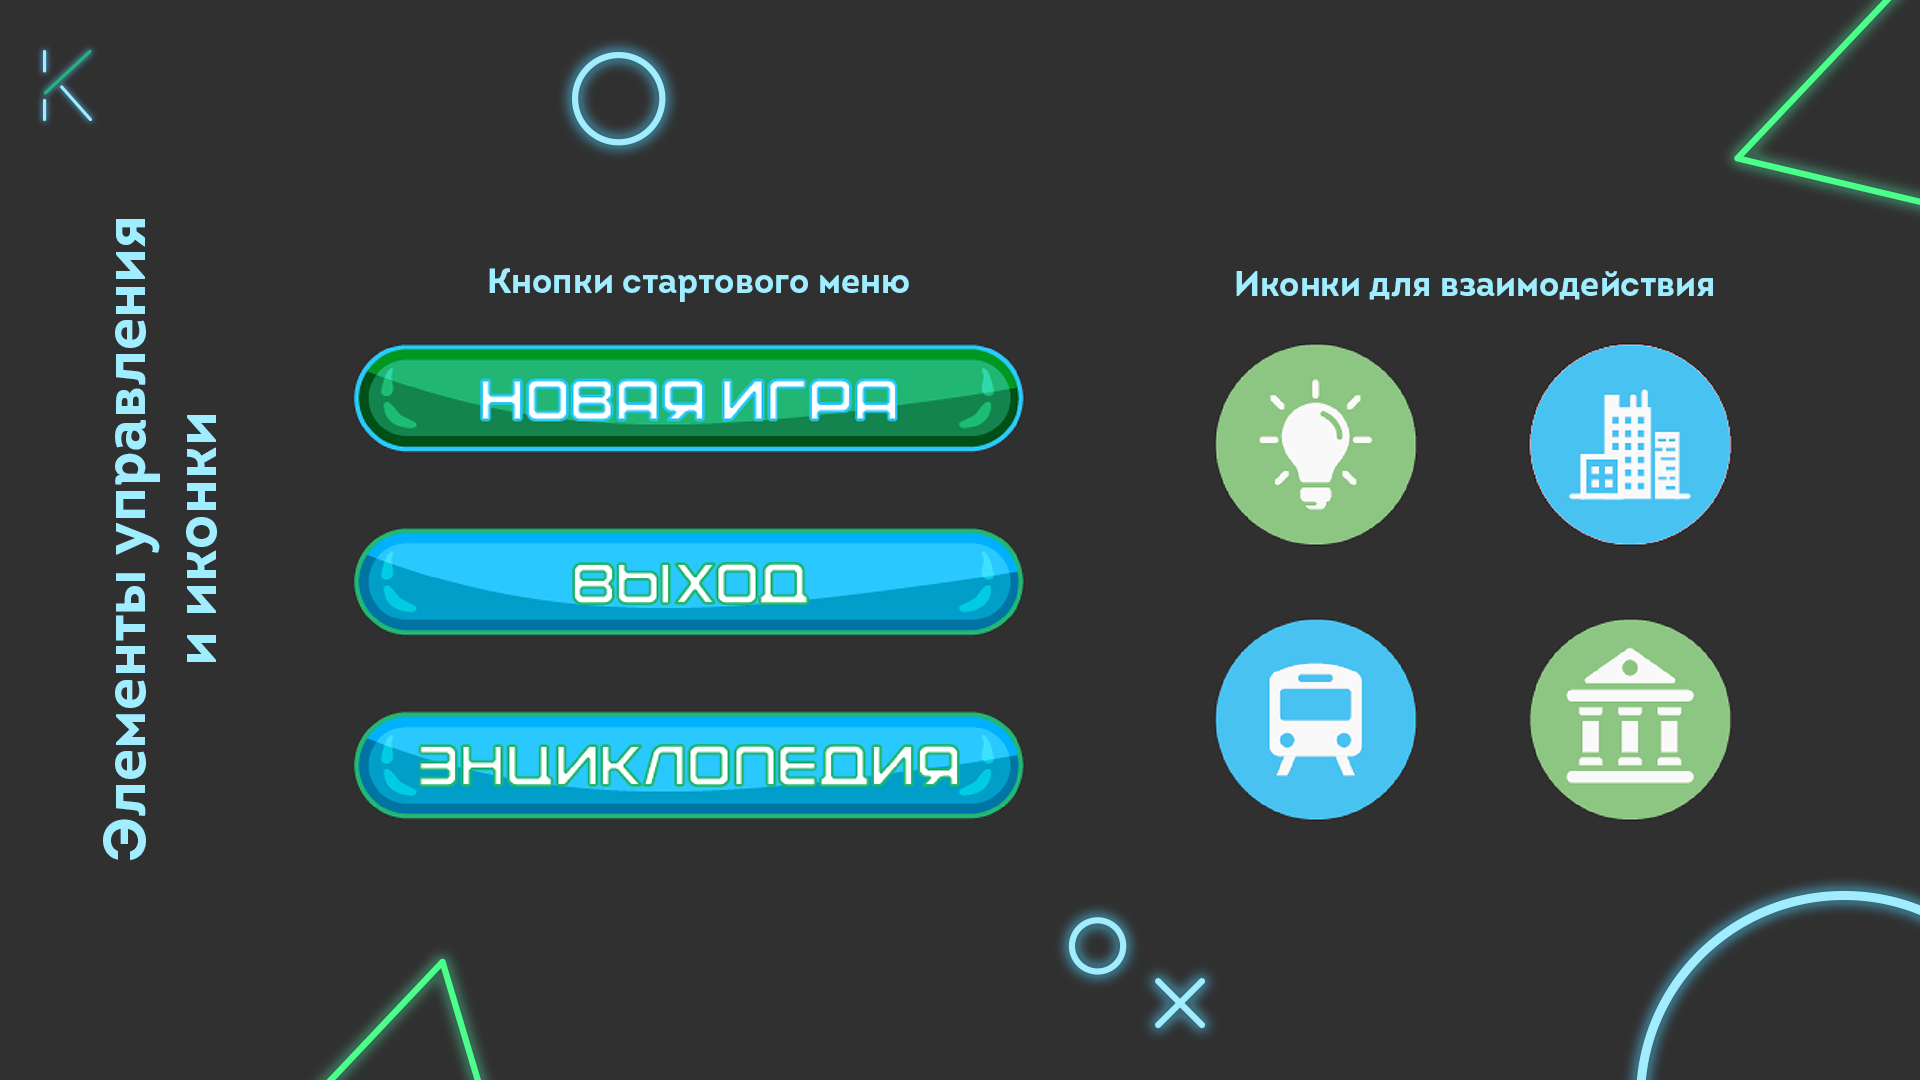 K
Элементы управления
и иконки
Кнопки стартового меню
НОВАЯ ИГРА
ВЫХОД
ЭНЦИКЛОПЕДИЯ
Иконки для взаимодействия